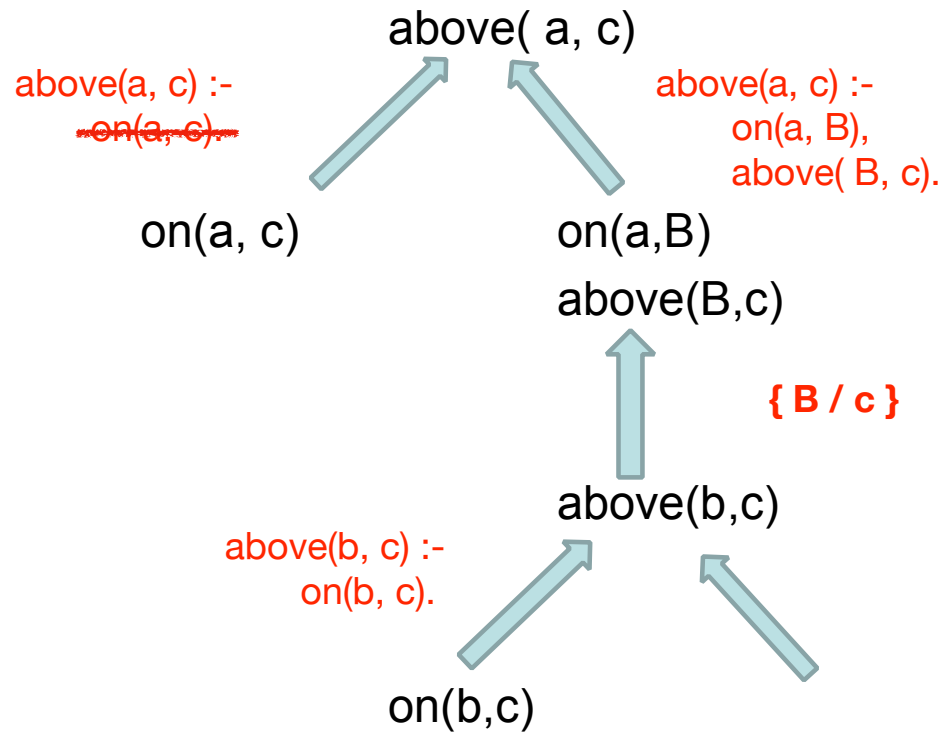 above( a, c)
above(a, c) :-
on(a, c).
above(a, c) :-
on(a, B),
above( B, c).
on(a, c)
on(a,B)
above(B,c)
{ B / c }
above(b,c)
above(b, c) :-
on(b, c).
on(b,c)